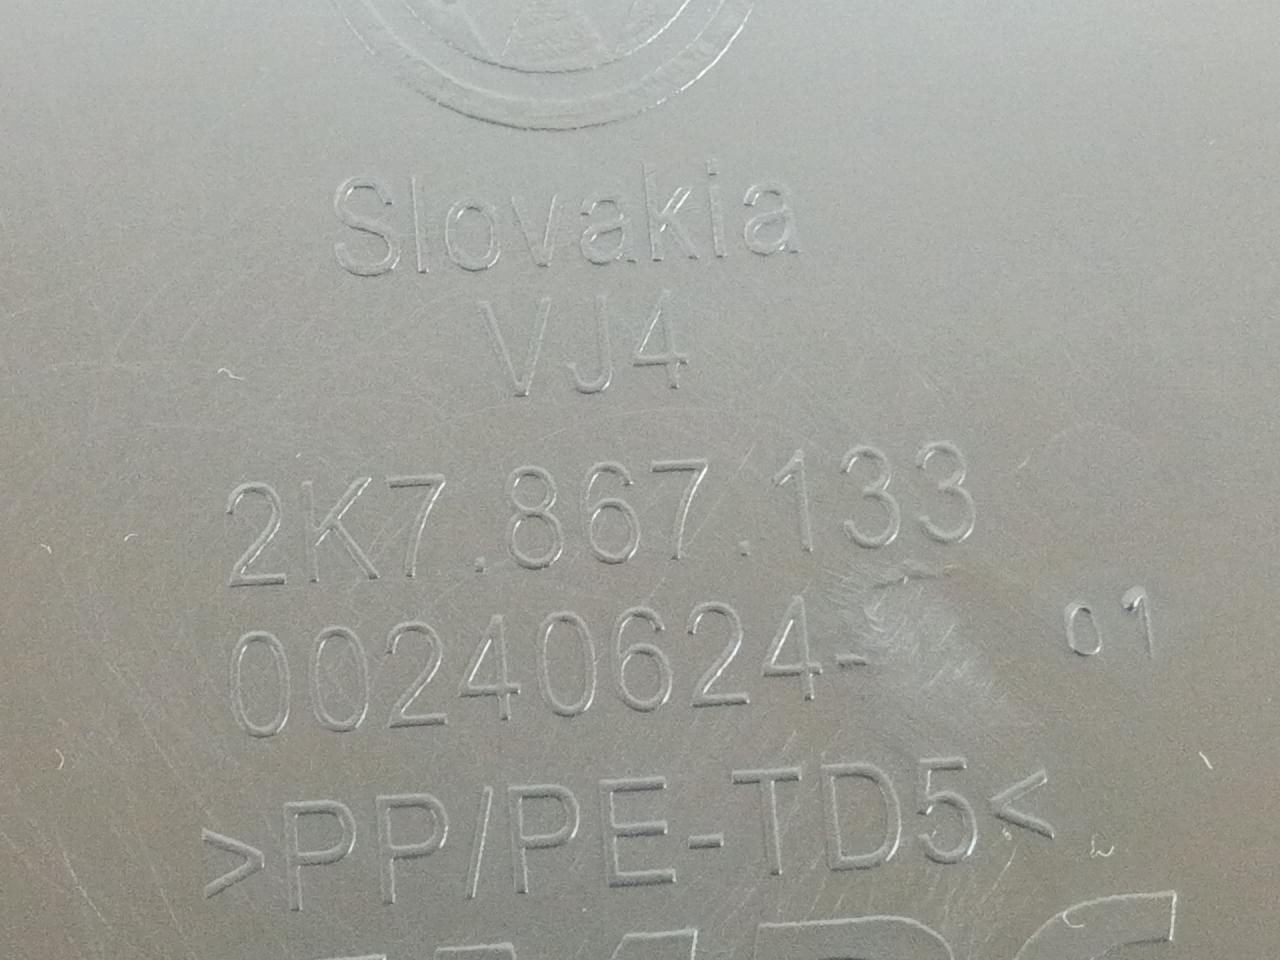 Slovakia
VJ4
2K7.867.133
00240624- 01
>PP/PE-TD5<